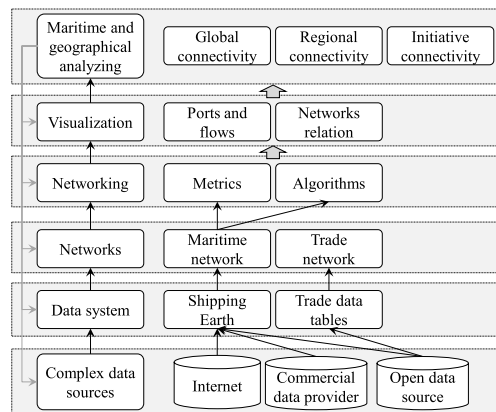 Maritime and
geographical
analyzing
Global
connectivity
Regional
connectivity
Initiative
connectivity
Visualization
Ports and
flows
Networks
relation
Networking
Metrics
Algorithms
Networks
Maritime
network
Trade
network
Data system
Shipping
Earth
Trade data
tables
Complex data
sources
Internet
Commercial
data provider
Open data
source